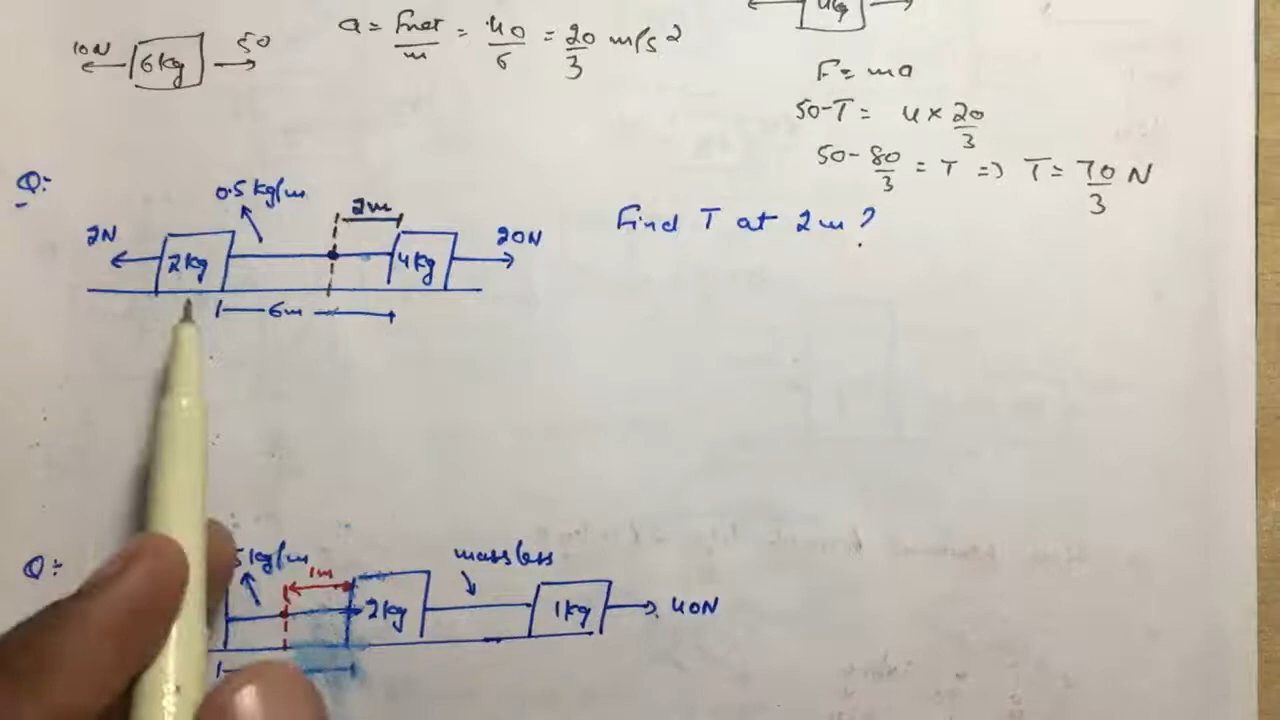 10N 6kg 50 a = Fnet/m = 40/6 = 20/3 m/s²
4kg
F = ma
50-T = 4 × 20/3
50 - 80/3 = T => T = 70/3 N
Q:-
0.5 kg/m 2m
Find T at 2m?
2N 2kg 4kg 20N
6m
Q:-
5 kg/m 1m massless
2kg 1kg 40N